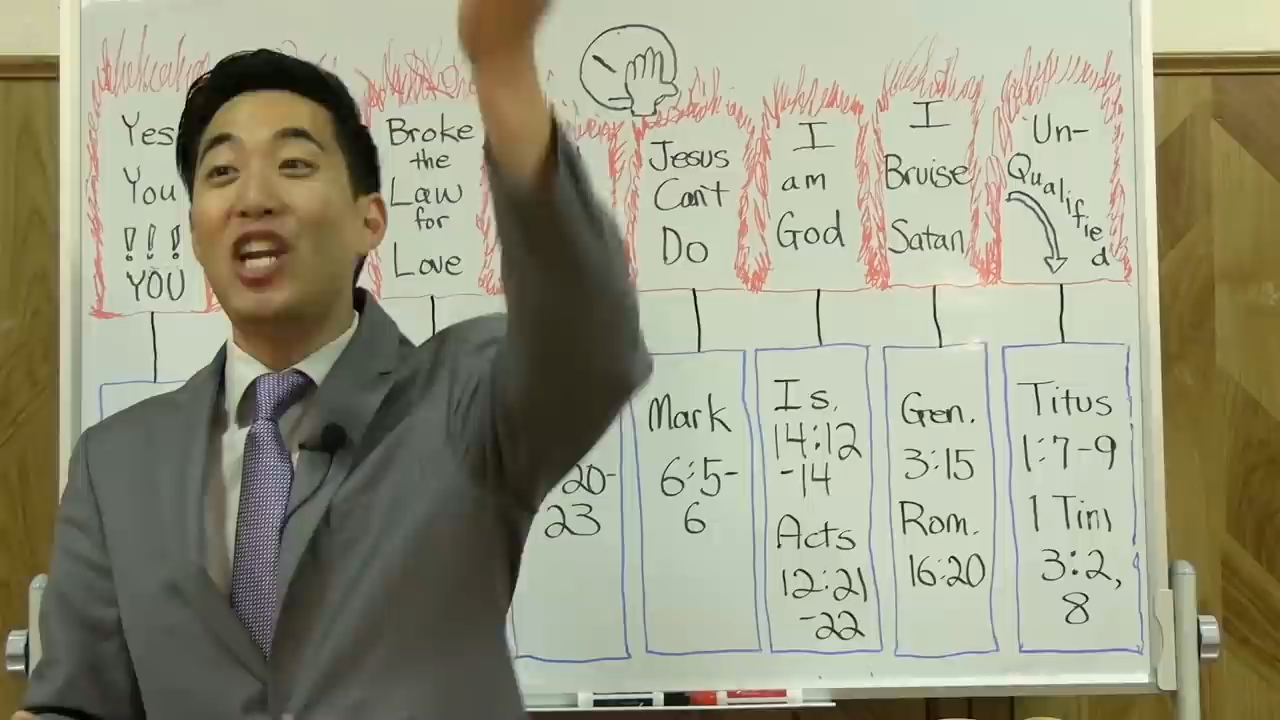 Yes
You
!!!
YOU
Broke
the
Law
for
Love
Jesus
Can't
Do
I
am
God
I
Bruise
Satan
Un-
Qualified
20-
23
Mark
6:5-
6
Is.
14:12
-14
Acts
12:21
-22
Gen.
3:15
Rom.
16:20
Titus
1:7-9
1 Tim
3:2,
8